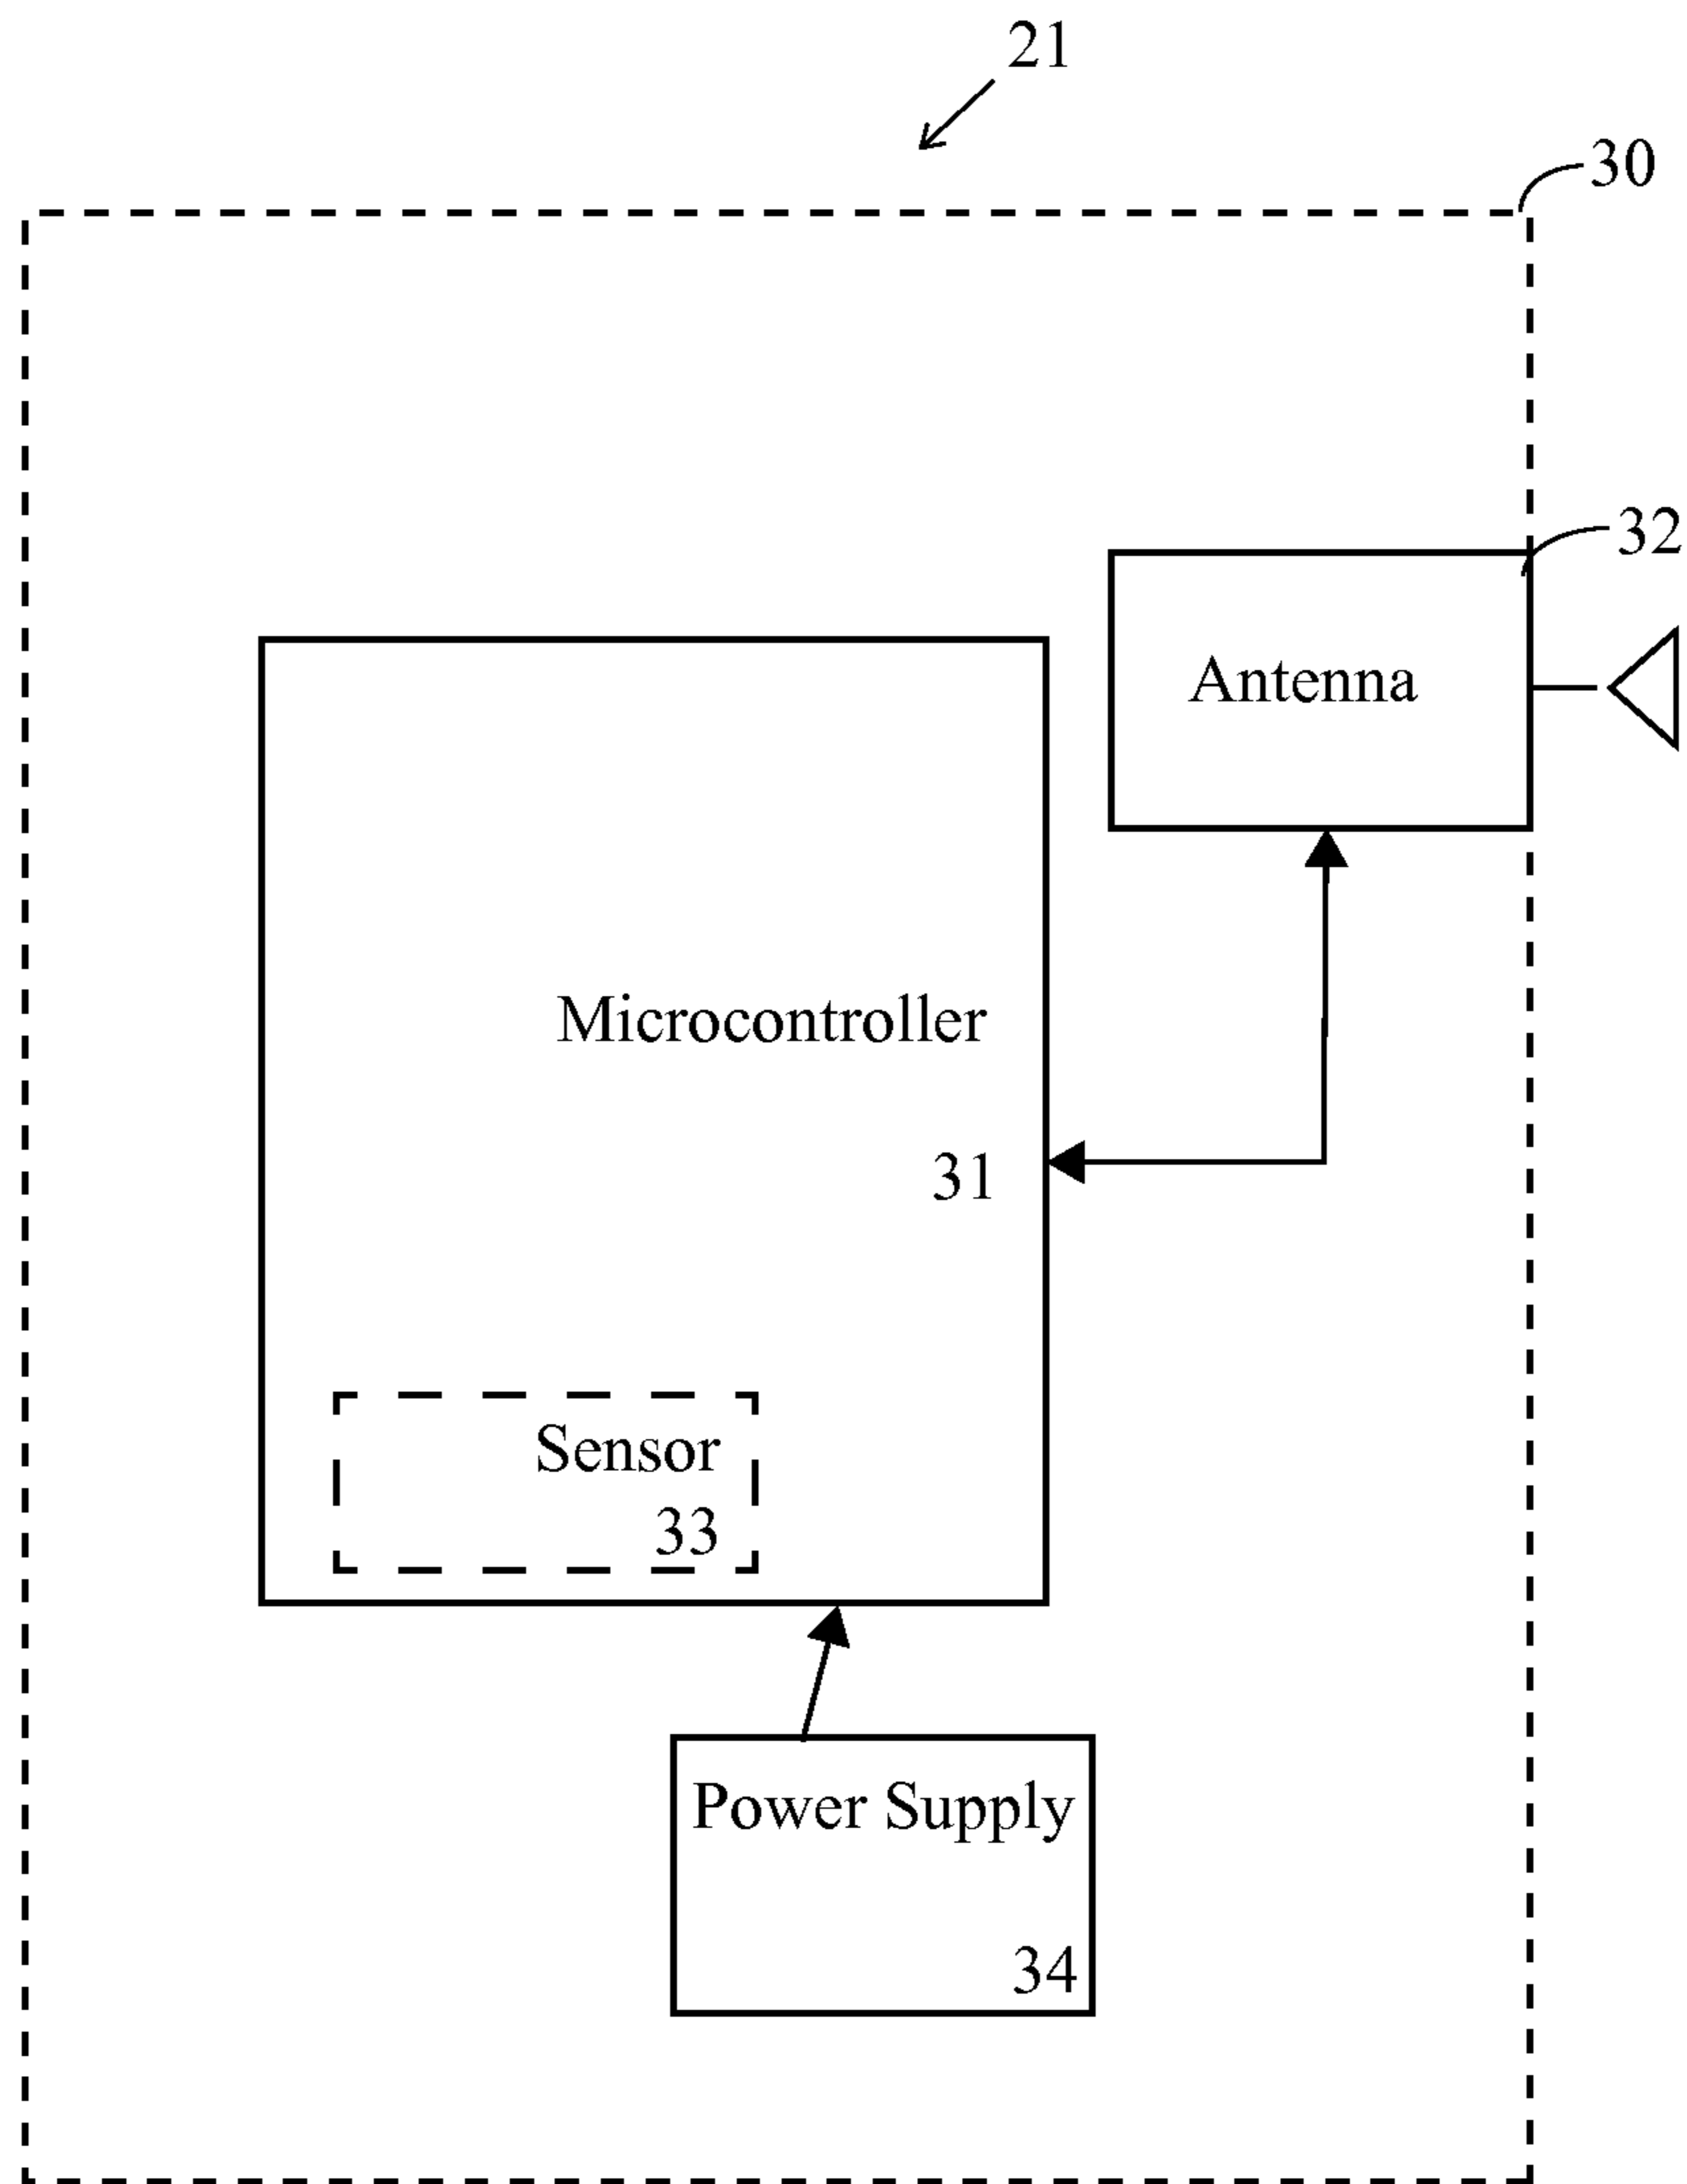 21
30
32
Antenna
Microcontroller
31
Sensor
33
Power Supply
34